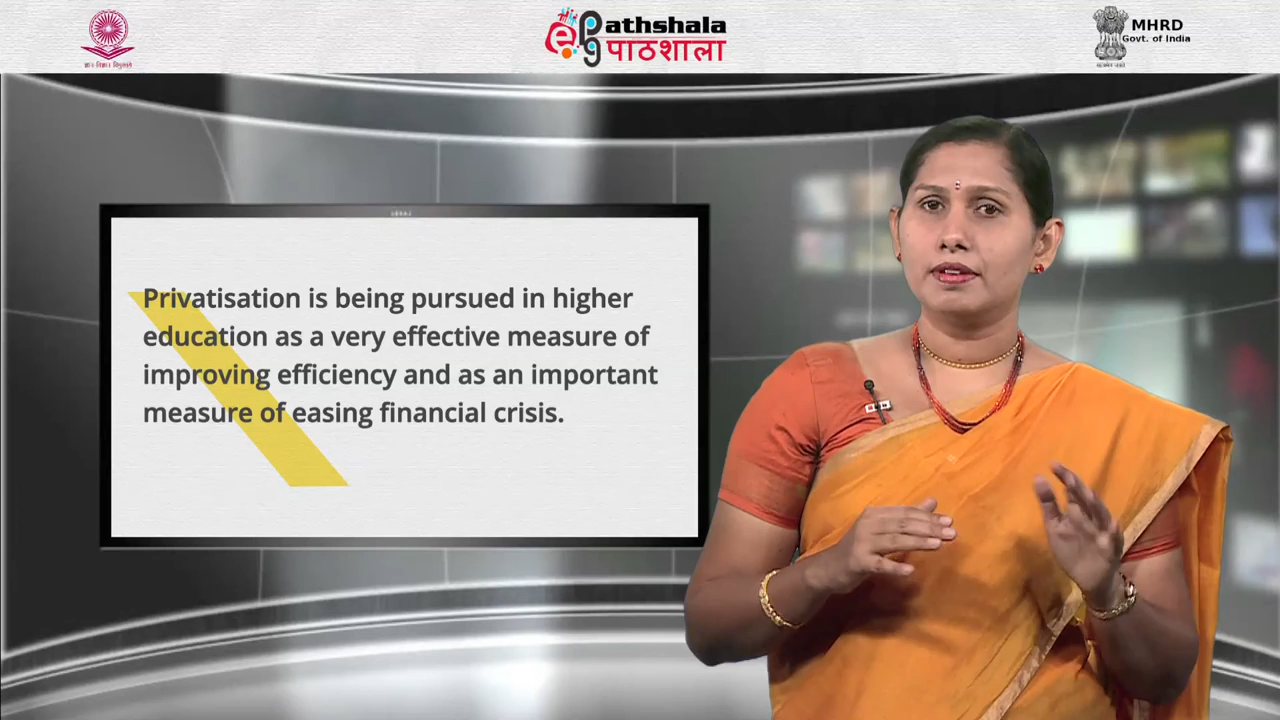 ePG Pathshala
पाठशाला
MHRD
Govt. of India
Privatisation is being pursued in higher
education as a very effective measure of
improving efficiency and as an important
measure of easing financial crisis.